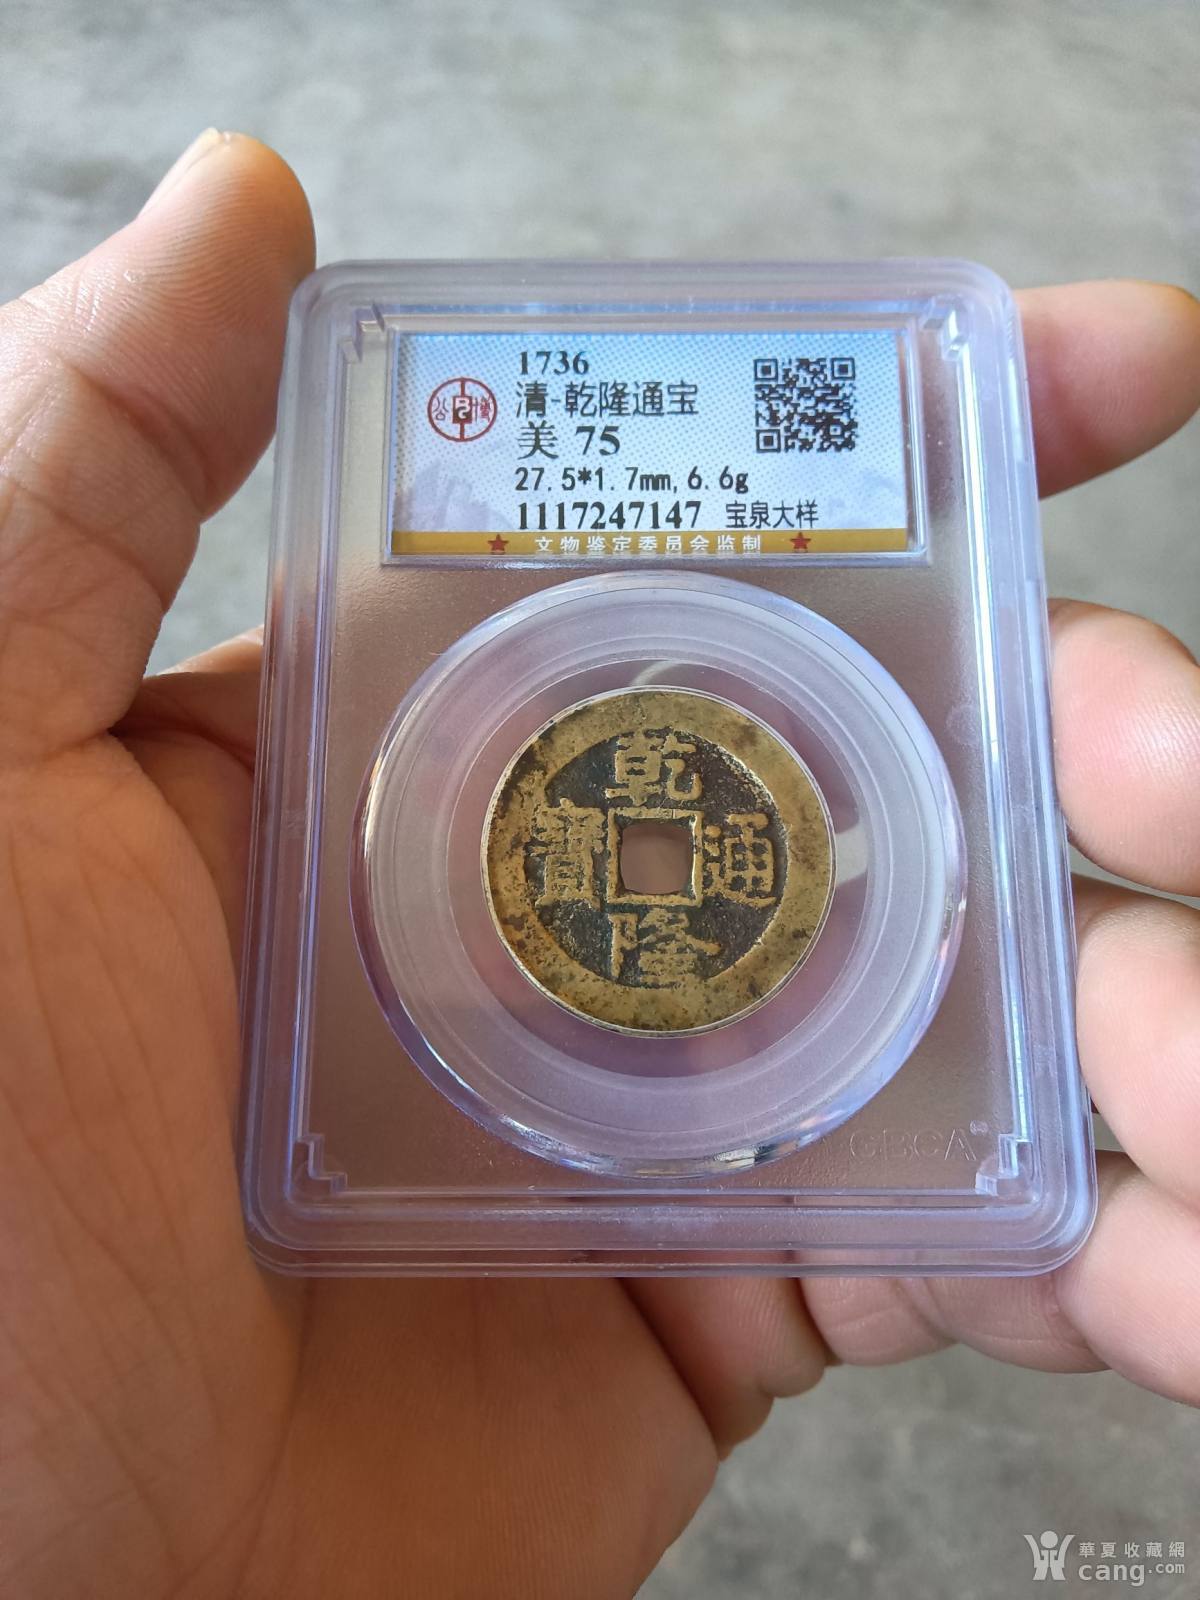 1736
清-乾隆通宝
美 75
27.5*1.7mm,6.6g
1117247147 宝泉大样
★ 文物鉴定委员会监制 ★
公 博
乾
寶 通
隆
GBCA
華夏收藏網
cang.com